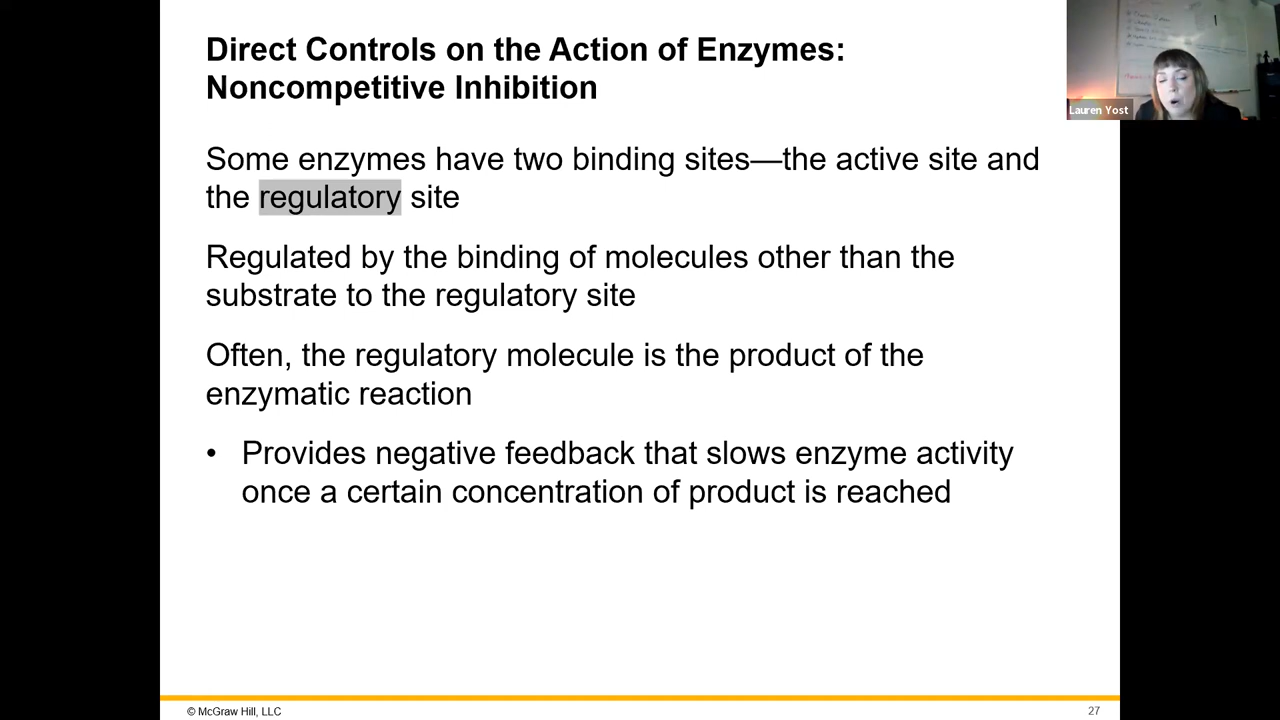 Direct Controls on the Action of Enzymes:
Noncompetitive Inhibition
Lauren Yost
Some enzymes have two binding sites—the active site and
the regulatory site
Regulated by the binding of molecules other than the
substrate to the regulatory site
Often, the regulatory molecule is the product of the
enzymatic reaction
• Provides negative feedback that slows enzyme activity
once a certain concentration of product is reached
© McGraw Hill, LLC
27